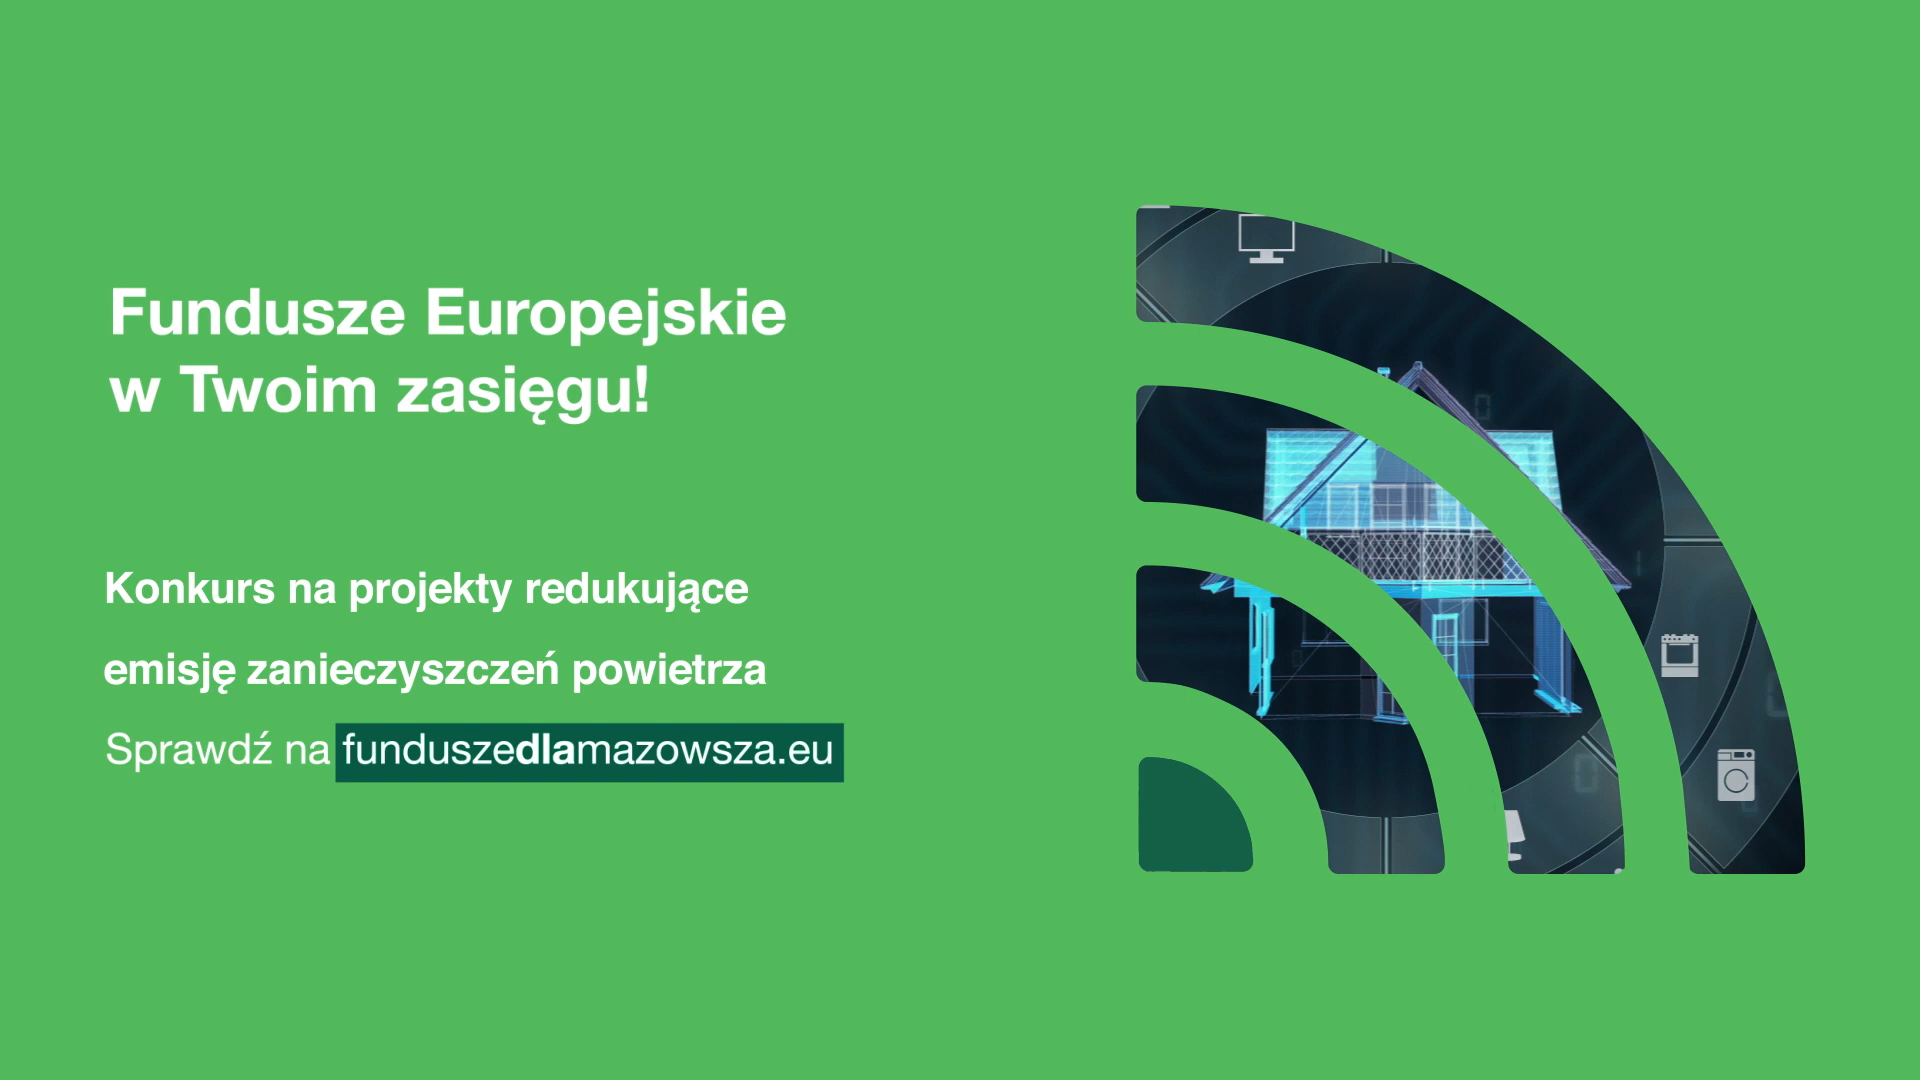 Fundusze Europejskie
w Twoim zasięgu!
Konkurs na projekty redukujące
emisję zanieczyszczeń powietrza
Sprawdź na funduszedlamazowsza.eu